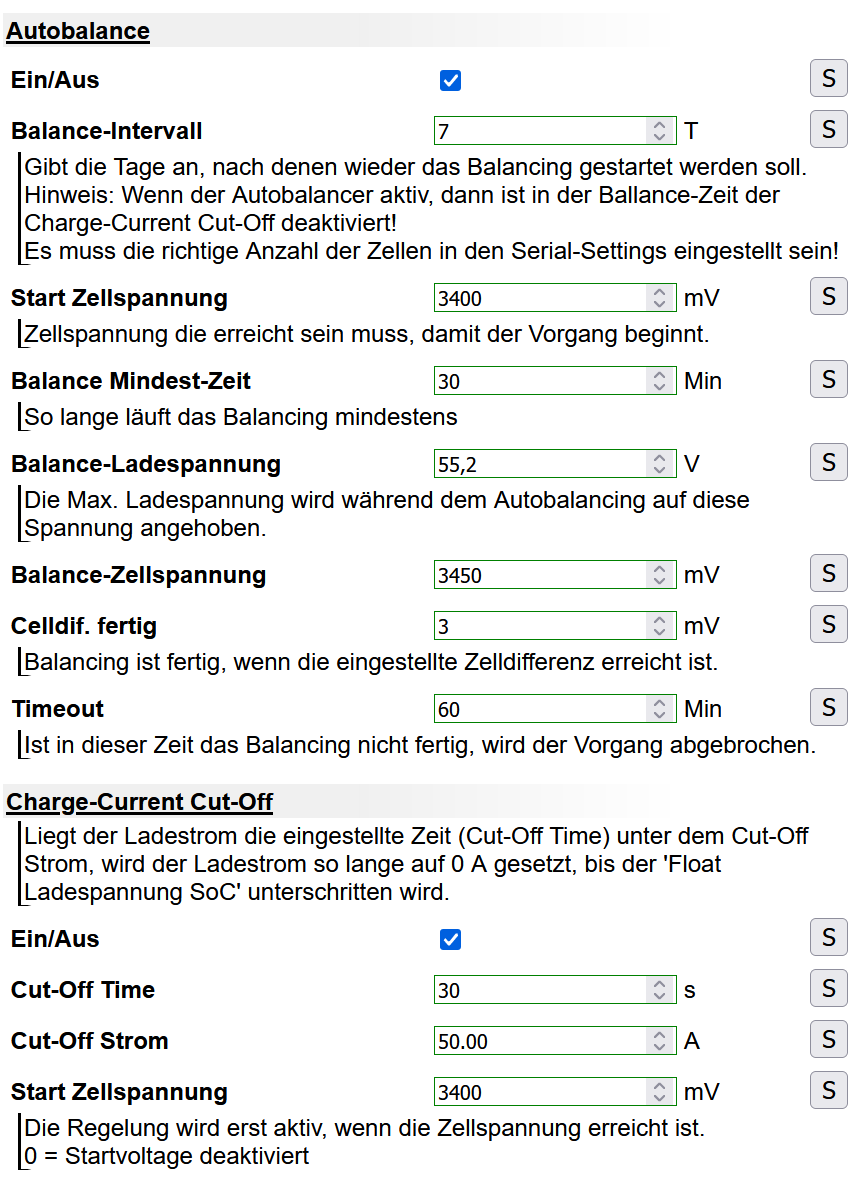 Autobalance
Ein/Aus S
Balance-Intervall 7 T S
Gibt die Tage an, nach denen wieder das Balancing gestartet werden soll.
Hinweis: Wenn der Autobalancer aktiv, dann ist in der Ballance-Zeit der
Charge-Current Cut-Off deaktiviert!
Es muss die richtige Anzahl der Zellen in den Serial-Settings eingestellt sein!
Start Zellspannung 3400 mV S
Zellspannung die erreicht sein muss, damit der Vorgang beginnt.
Balance Mindest-Zeit 30 Min S
So lange läuft das Balancing mindestens
Balance-Ladespannung 55,2 V S
Die Max. Ladespannung wird während dem Autobalancing auf diese
Spannung angehoben.
Balance-Zellspannung 3450 mV S
Celldif. fertig 3 mV S
Balancing ist fertig, wenn die eingestellte Zelldifferenz erreicht ist.
Timeout 60 Min S
Ist in dieser Zeit das Balancing nicht fertig, wird der Vorgang abgebrochen.
Charge-Current Cut-Off
Liegt der Ladestrom die eingestellte Zeit (Cut-Off Time) unter dem Cut-Off
Strom, wird der Ladestrom so lange auf 0 A gesetzt, bis der 'Float
Ladespannung SoC' unterschritten wird.
Ein/Aus S
Cut-Off Time 30 s S
Cut-Off Strom 50.00 A S
Start Zellspannung 3400 mV S
Die Regelung wird erst aktiv, wenn die Zellspannung erreicht ist.
0 = Startvoltage deaktiviert